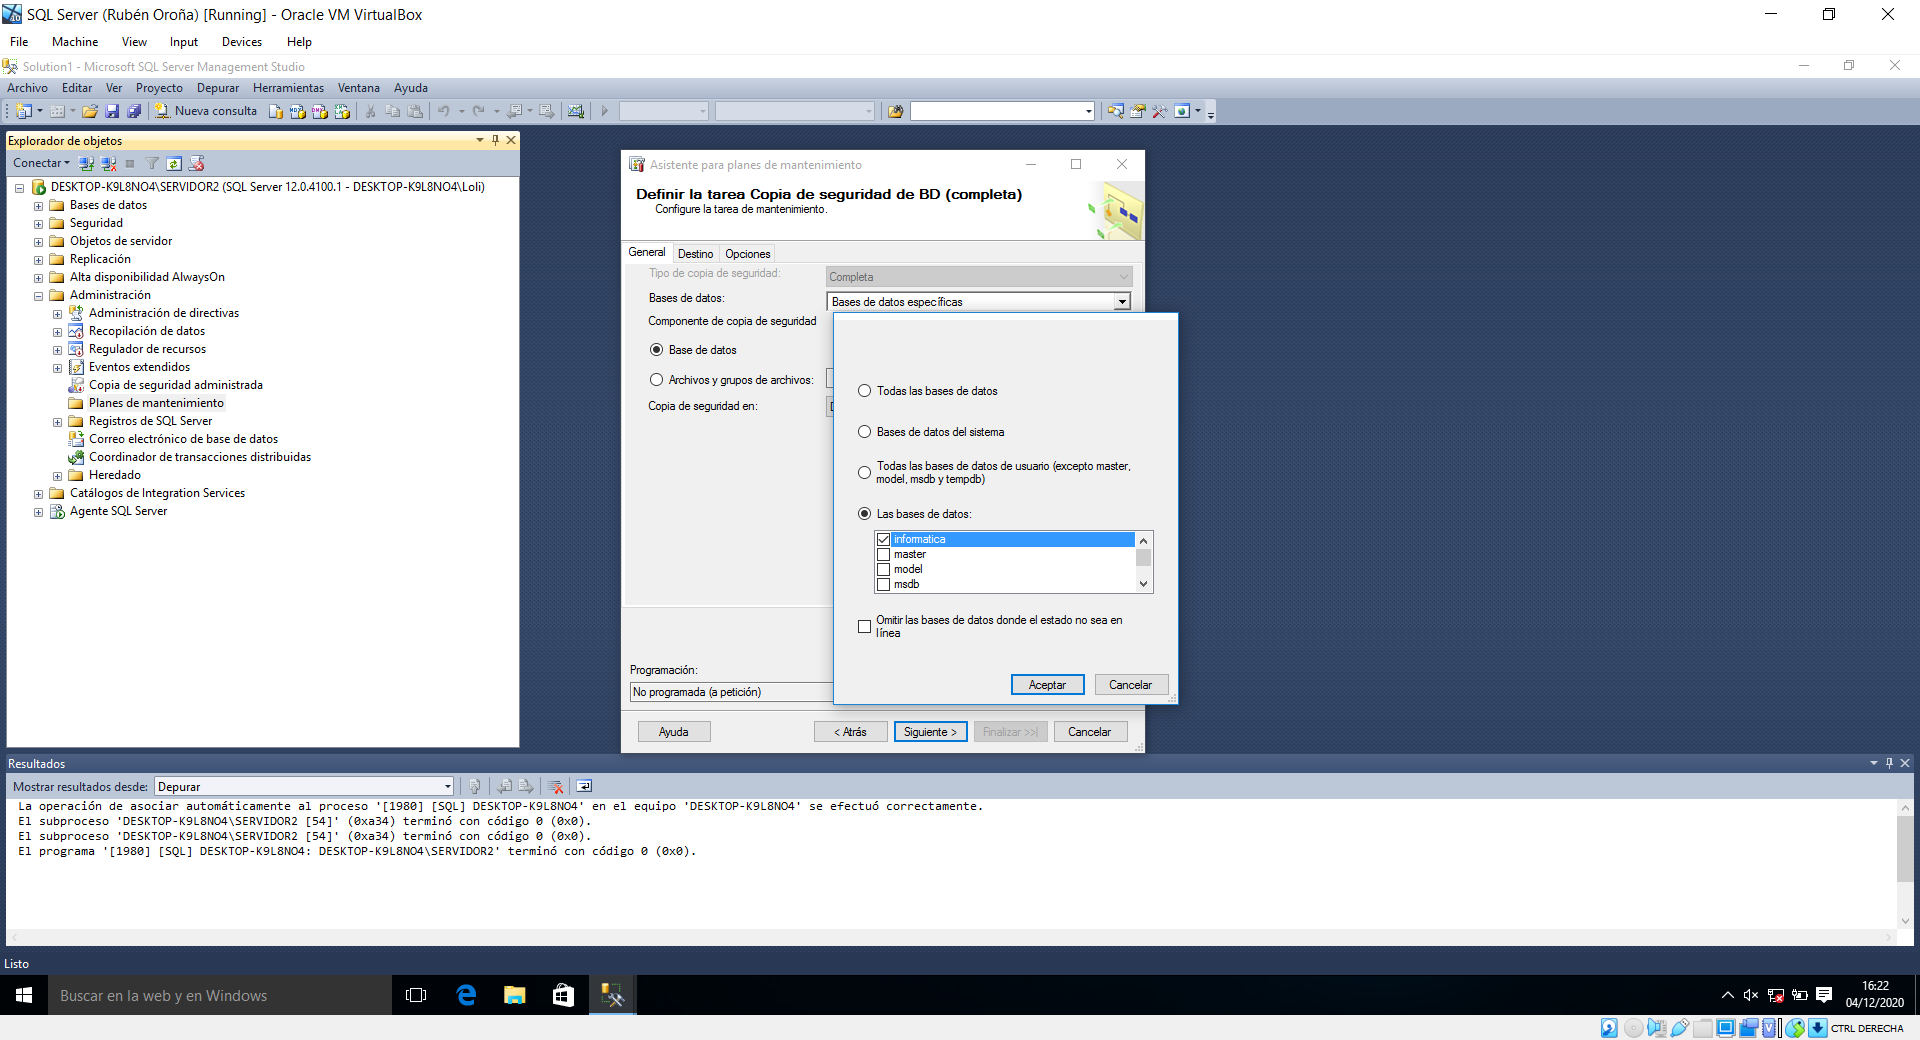 SQL Server (Rubén Oroña) [Running] - Oracle VM VirtualBox
File Machine View Input Devices Help
Solution1 - Microsoft SQL Server Management Studio
Archivo Editar Ver Proyecto Depurar Herramientas Ventana Ayuda
Nueva consulta
Explorador de objetos
Conectar
DESKTOP-K9L8NO4\SERVIDOR2 (SQL Server 12.0.4100.1 - DESKTOP-K9L8NO4\Loli)
Bases de datos
Seguridad
Objetos de servidor
Replicación
Alta disponibilidad AlwaysOn
Administración
Administración de directivas
Recopilación de datos
Regulador de recursos
Eventos extendidos
Copia de seguridad administrada
Planes de mantenimiento
Registros de SQL Server
Correo electrónico de base de datos
Coordinador de transacciones distribuidas
Heredado
Catálogos de Integration Services
Agente SQL Server
Asistente para planes de mantenimiento
Definir la tarea Copia de seguridad de BD (completa)
Configure la tarea de mantenimiento.
General Destino Opciones
Tipo de copia de seguridad: Completa
Bases de datos: Bases de datos específicas
Componente de copia de seguridad
Base de datos
Archivos y grupos de archivos:
Copia de seguridad en:
Todas las bases de datos
Bases de datos del sistema
Todas las bases de datos de usuario (excepto master,
model, msdb y tempdb)
Las bases de datos:
informatica
master
model
msdb
Omitir las bases de datos donde el estado no sea en
línea
Aceptar Cancelar
Programación:
No programada (a petición)
Ayuda < Atrás Siguiente > Finalizar >>| Cancelar
Resultados
Mostrar resultados desde: Depurar
La operación de asociar automáticamente al proceso '[1980] [SQL] DESKTOP-K9L8NO4' en el equipo 'DESKTOP-K9L8NO4' se efectuó correctamente.
El subproceso 'DESKTOP-K9L8NO4\SERVIDOR2 [54]' (0xa34) terminó con código 0 (0x0).
El subproceso 'DESKTOP-K9L8NO4\SERVIDOR2 [54]' (0xa34) terminó con código 0 (0x0).
El programa '[1980] [SQL] DESKTOP-K9L8NO4: DESKTOP-K9L8NO4\SERVIDOR2' terminó con código 0 (0x0).
Listo
Buscar en la web y en Windows
16:22
04/12/2020
CTRL DERECHA